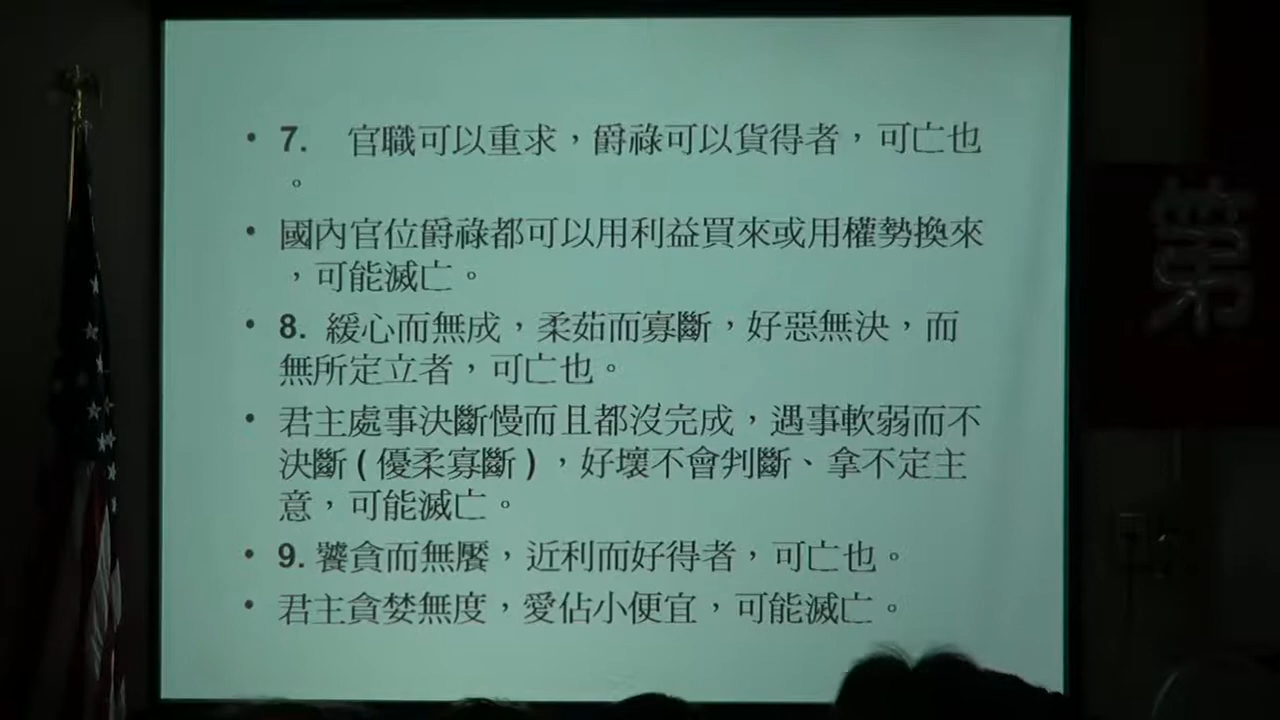 • 7. 官職可以重求，爵祿可以貨得者，可亡也
。
• 國內官位爵祿都可以用利益買來或用權勢換來
，可能滅亡。
• 8. 緩心而無成，柔茹而寡斷，好惡無決，而
無所定立者，可亡也。
• 君主處事決斷慢而且都沒完成，遇事軟弱而不
決斷(優柔寡斷)，好壞不會判斷、拿不定主
意，可能滅亡。
• 9. 饕貪而無饜，近利而好得者，可亡也。
• 君主貪婪無度，愛佔小便宜，可能滅亡。
第